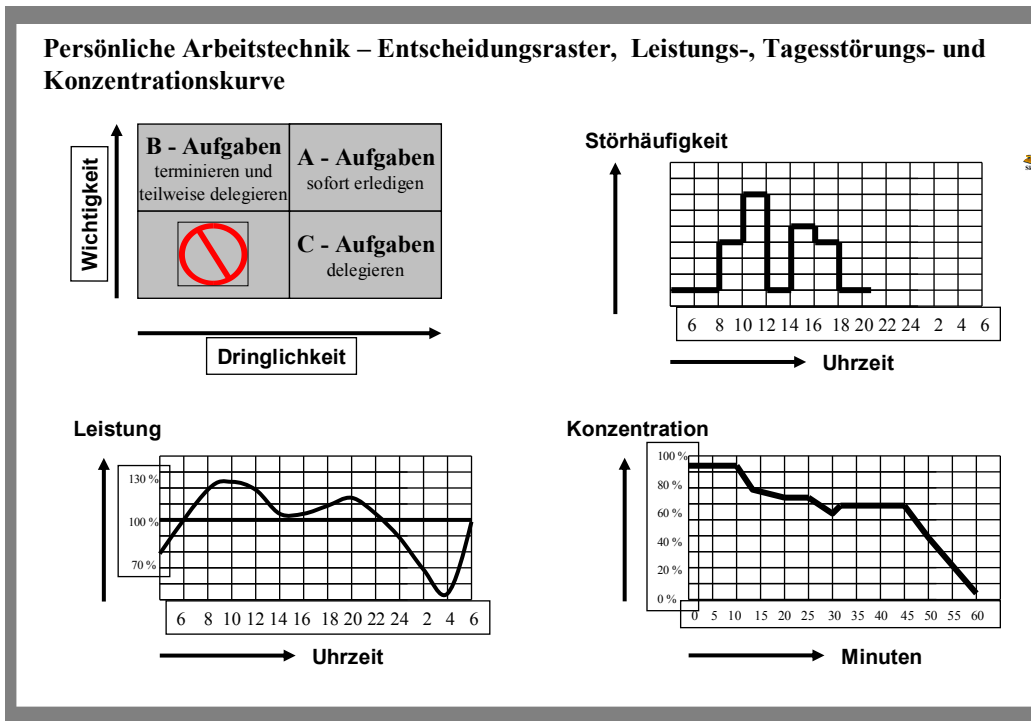 Persönliche Arbeitstechnik – Entscheidungsraster, Leistungs-, Tagesstörungs- und
Konzentrationskurve
Wichtigkeit
B - Aufgaben
terminieren und
teilweise delegieren
A - Aufgaben
sofort erledigen
C - Aufgaben
delegieren
Dringlichkeit
Störhäufigkeit
6 8 10 12 14 16 18 20 22 24 2 4 6
Uhrzeit
Leistung
130 %
100 %
70 %
6 8 10 12 14 16 18 20 22 24 2 4 6
Uhrzeit
Konzentration
100 %
80 %
60 %
40 %
20 %
0 %
0 5 10 15 20 25 30 35 40 45 50 55 60
Minuten